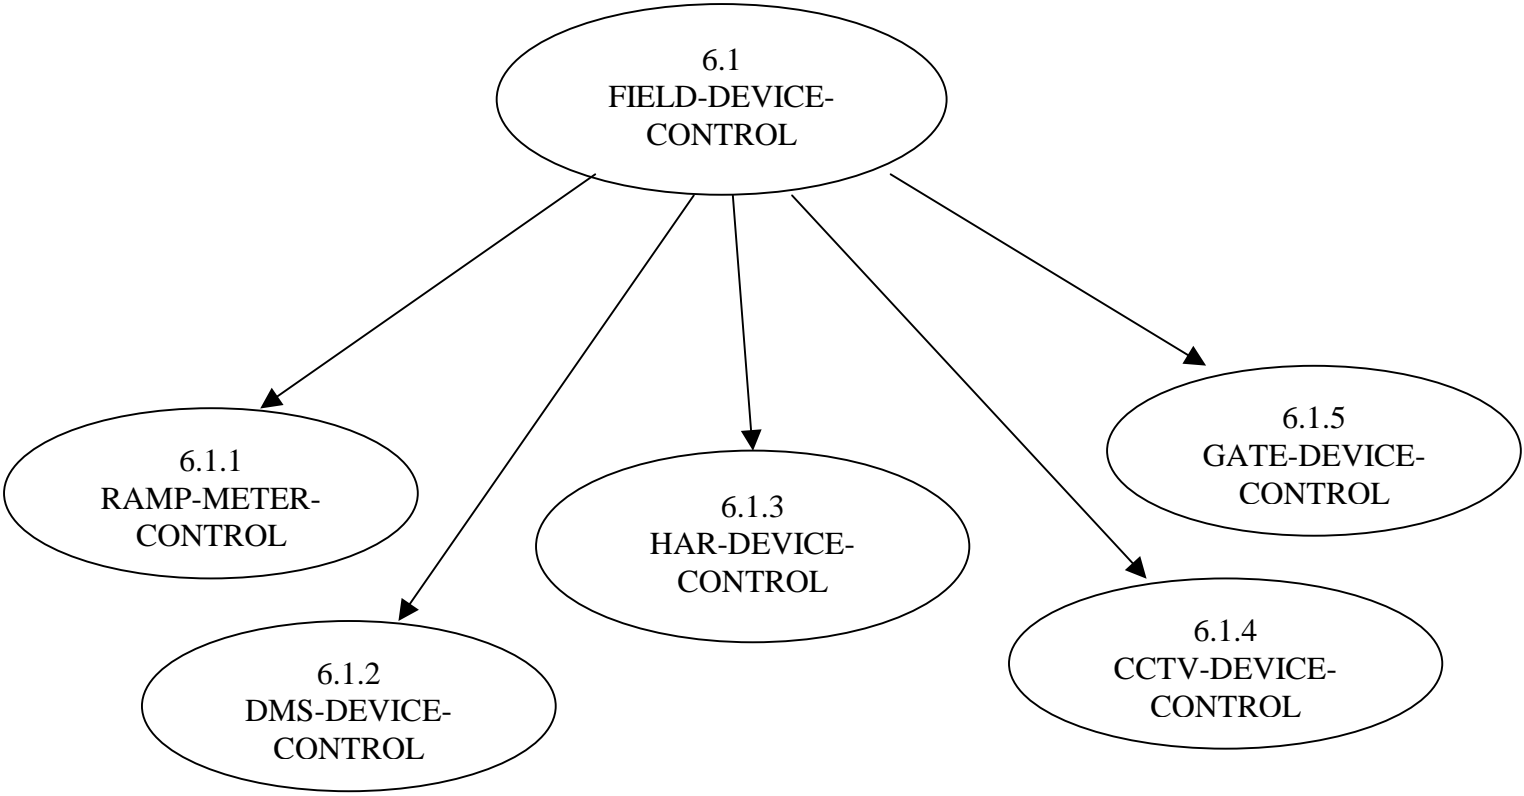 6.1
FIELD-DEVICE-
CONTROL
6.1.1
RAMP-METER-
CONTROL
6.1.2
DMS-DEVICE-
CONTROL
6.1.3
HAR-DEVICE-
CONTROL
6.1.4
CCTV-DEVICE-
CONTROL
6.1.5
GATE-DEVICE-
CONTROL